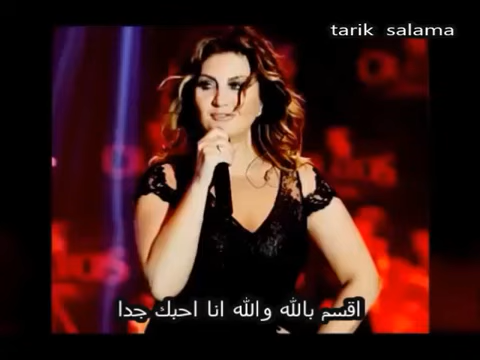 tarik salama
اقسم بالله والله انا احبك جدا